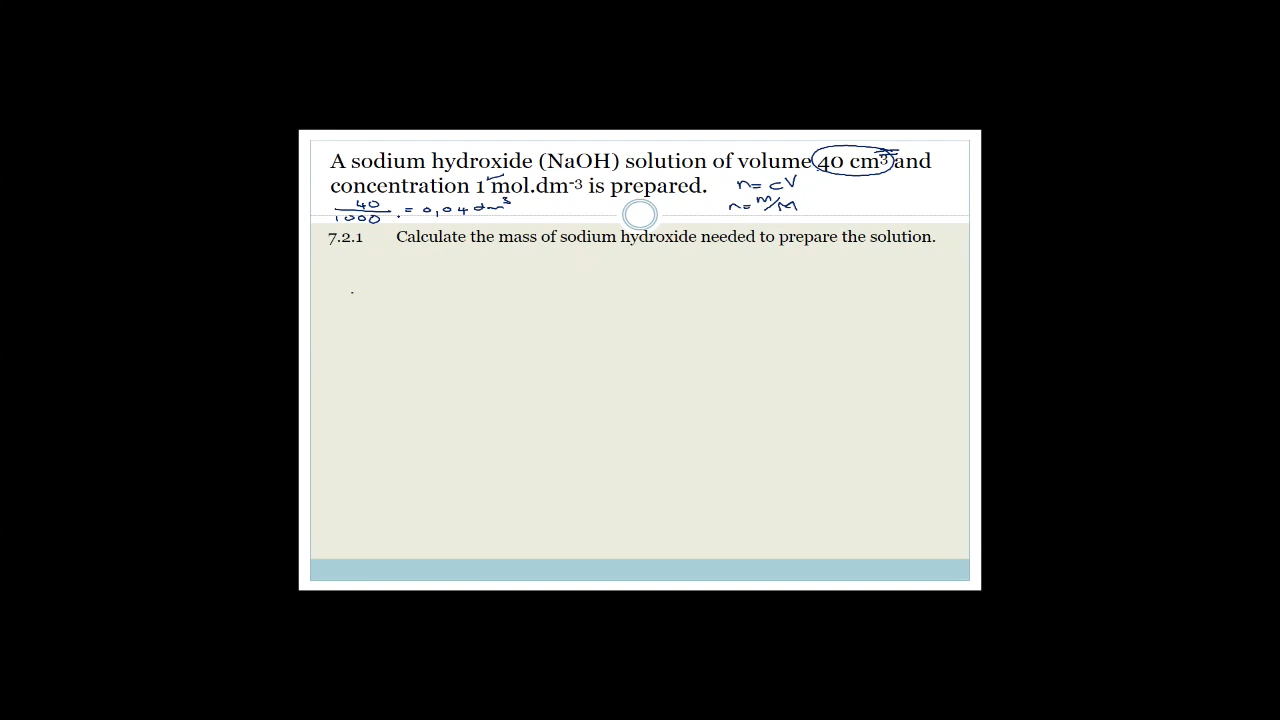 A sodium hydroxide (NaOH) solution of volume 40 cm³ and
concentration 1 mol.dm⁻³ is prepared.
n = cV
n = m/M
40/1000 = 0,04 dm³
7.2.1 Calculate the mass of sodium hydroxide needed to prepare the solution.